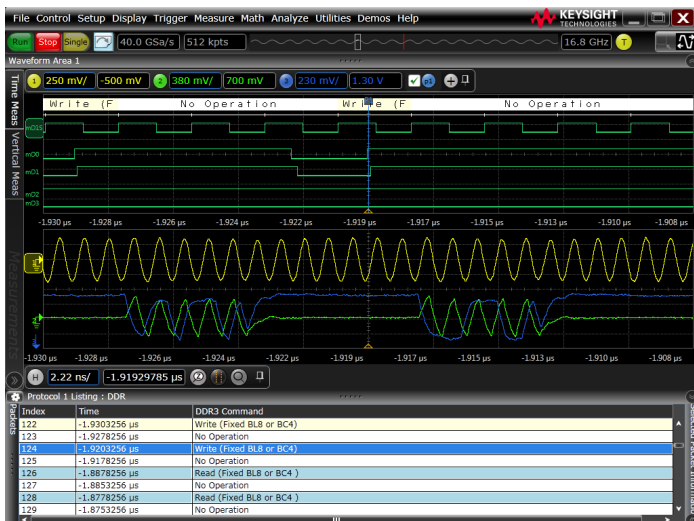 File Control Setup Display Trigger Measure Math Analyze Utilities Demos Help
KEYSIGHT TECHNOLOGIES
Run Stop Single 40.0 GSa/s 512 kpts 16.8 GHz T
Waveform Area 1
1 250 mV/ -500 mV 2 380 mV/ 700 mV 3 230 mV/ 1.30 V p1
Time Meas
Vertical Meas
Write (F No Operation Write (F No Operation
mO15
mO0
mO1
mO2
mO3
-1.930 µs -1.928 µs -1.926 µs -1.924 µs -1.922 µs -1.919 µs -1.917 µs -1.915 µs -1.913 µs -1.910 µs -1.908 µs
-1.930 µs -1.928 µs -1.926 µs -1.924 µs -1.922 µs -1.919 µs -1.917 µs -1.915 µs -1.913 µs -1.910 µs -1.908 µs
H 2.22 ns/ -1.91929785 µs
Protocol 1 Listing : DDR
Packets
Index Time DDR3 Command
122 -1.9303256 µs Write (Fixed BL8 or BC4)
123 -1.9278256 µs No Operation
124 -1.9203256 µs Write (Fixed BL8 or BC4)
125 -1.9178256 µs No Operation
126 -1.8878256 µs Read (Fixed BL8 or BC4 )
127 -1.8853256 µs No Operation
128 -1.8778256 µs Read (Fixed BL8 or BC4 )
129 -1.8753256 µs No Operation